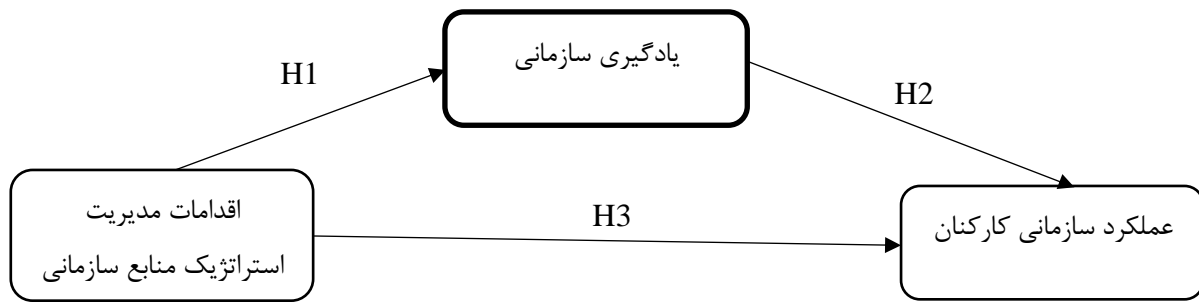 یادگیری سازمانی
H1
H2
اقدامات مدیریت
استراتژیک منابع سازمانی
H3
عملکرد سازمانی کارکنان